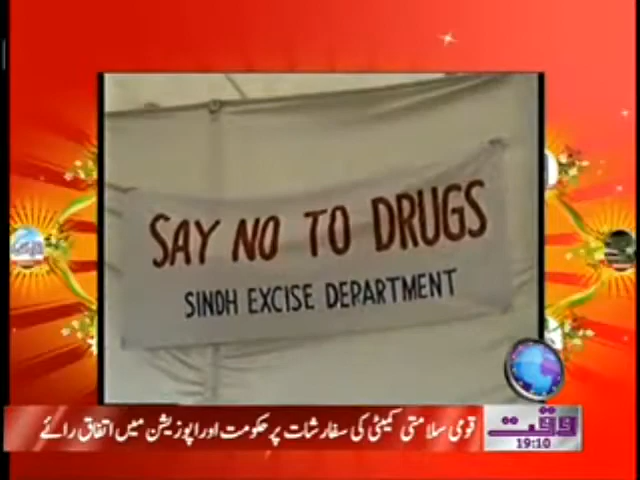 SAY NO TO DRUGS
SINDH EXCISE DEPARTMENT
قومی سلامتی کمیٹی کی سفارشات پر حکومت اور اپوزیشن میں اتفاق رائے
وقت
19:10